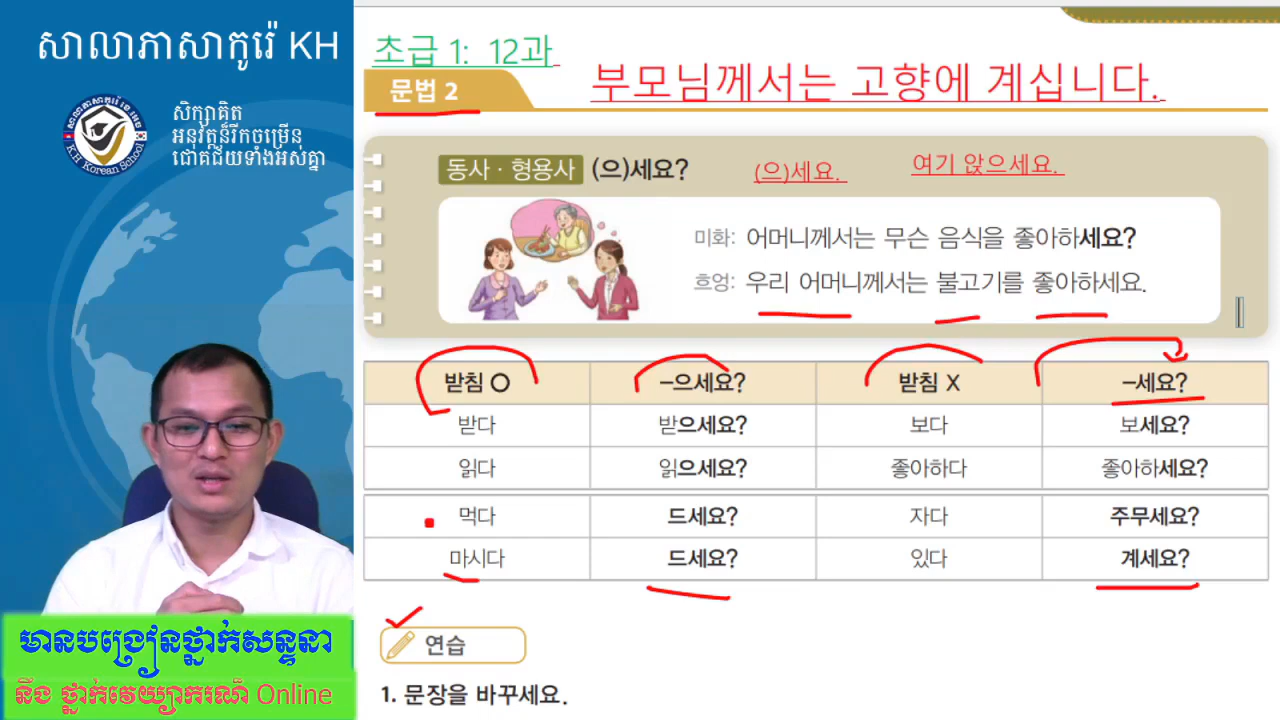 សាលាភាសាកូរ៉េ KH
K.H Korean School
សិក្សាគិត
អនុវត្តន៍រីកចម្រើន
ជោគជ័យទាំងអស់គ្នា
មានបង្រៀនថ្នាក់សន្ទនា
និង ថ្នាក់វេយ្យាករណ៍ Online
초급 1: 12과
문법 2
부모님께서는 고향에 계십니다.
동사 · 형용사 (으)세요?
(으)세요.
여기 앉으세요.
미화: 어머니께서는 무슨 음식을 좋아하세요?
흐엉: 우리 어머니께서는 불고기를 좋아하세요.
받침 O –으세요? 받침 X –세요?
받다 받으세요? 보다 보세요?
읽다 읽으세요? 좋아하다 좋아하세요?
먹다 드세요? 자다 주무세요?
마시다 드세요? 있다 계세요?
연습
1. 문장을 바꾸세요.